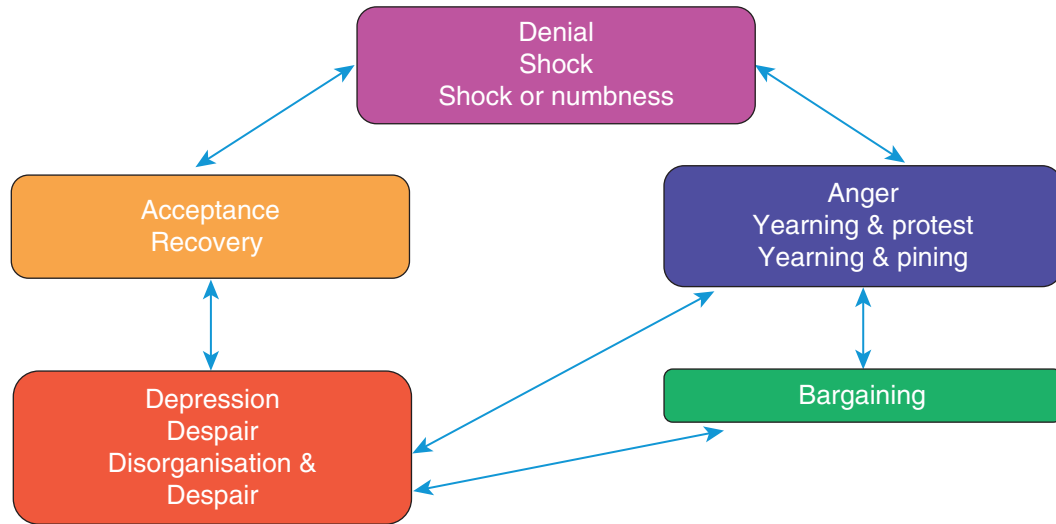 Denial
Shock
Shock or numbness
Acceptance
Recovery
Anger
Yearning & protest
Yearning & pining
Depression
Despair
Disorganisation &
Despair
Bargaining